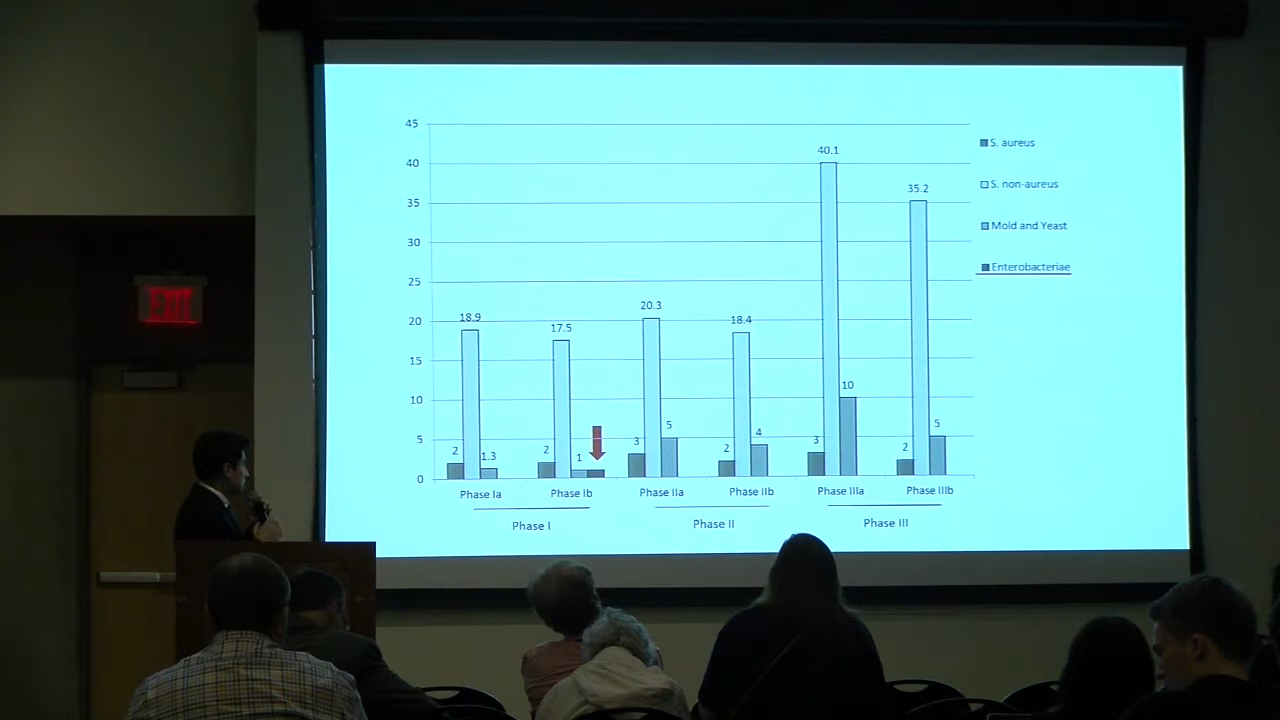 45
40
35
30
25
20
15
10
5
0
18.9
17.5
20.3
18.4
40.1
35.2
2
1.3
2
1
3
5
2
4
3
10
2
5
Phase Ia
Phase Ib
Phase IIa
Phase IIb
Phase IIIa
Phase IIIb
Phase I
Phase II
Phase III
S. aureus
S. non-aureus
Mold and Yeast
Enterobacteriae
EXIT